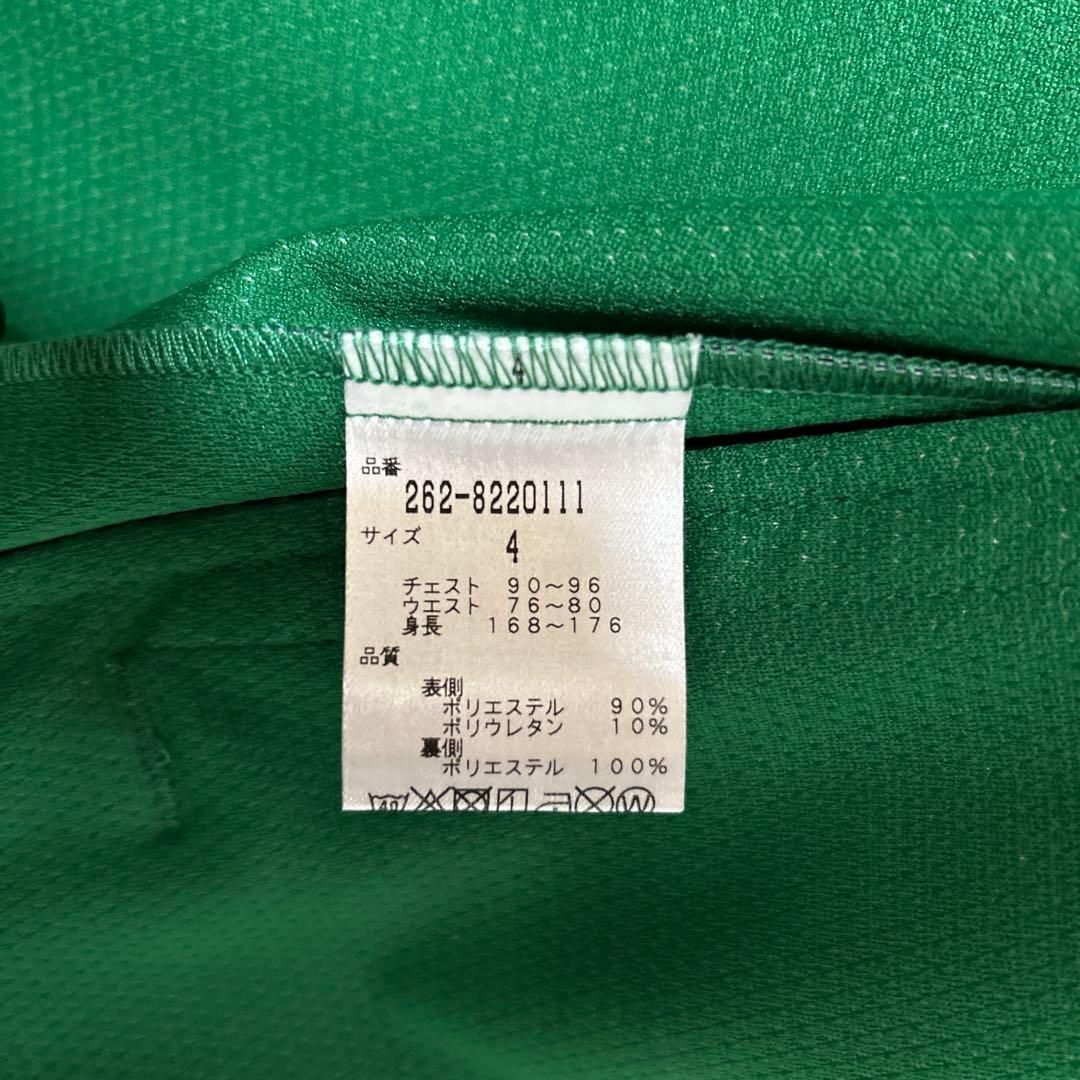 4
品番
262-8220111
サイズ
4
チェスト 90〜96
ウエスト 76〜80
身長 168〜176
品質
表側
ポリエステル 90%
ポリウレタン 10%
裏側
ポリエステル 100%
40 W